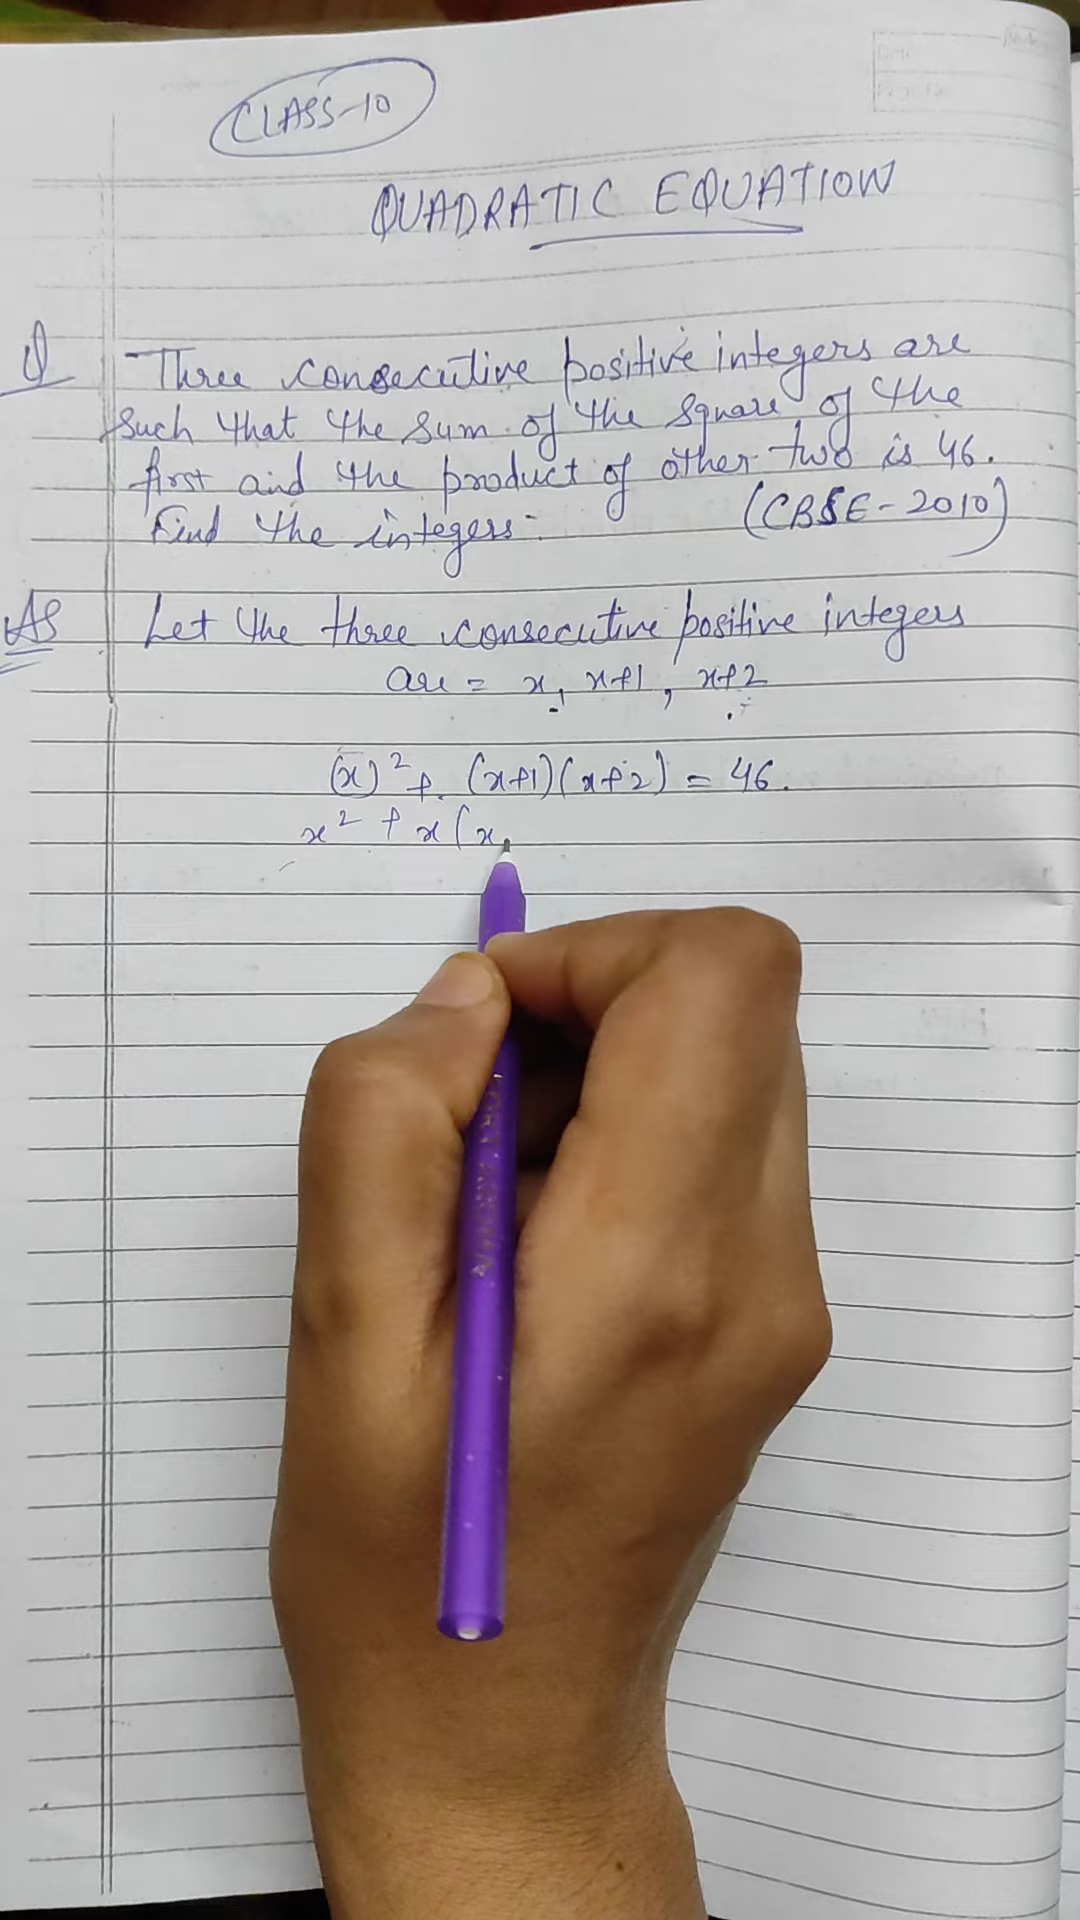 CLASS-10
QUADRATIC EQUATION
Q Three consecutive positive integers are
such that the sum of the square of the
first and the product of other two is 46.
Find the integers. (CBSE-2010)
AS Let the three consecutive positive integers
are = x, x+1, x+2
(x)² + (x+1)(x+2) = 46.
x² + x(x